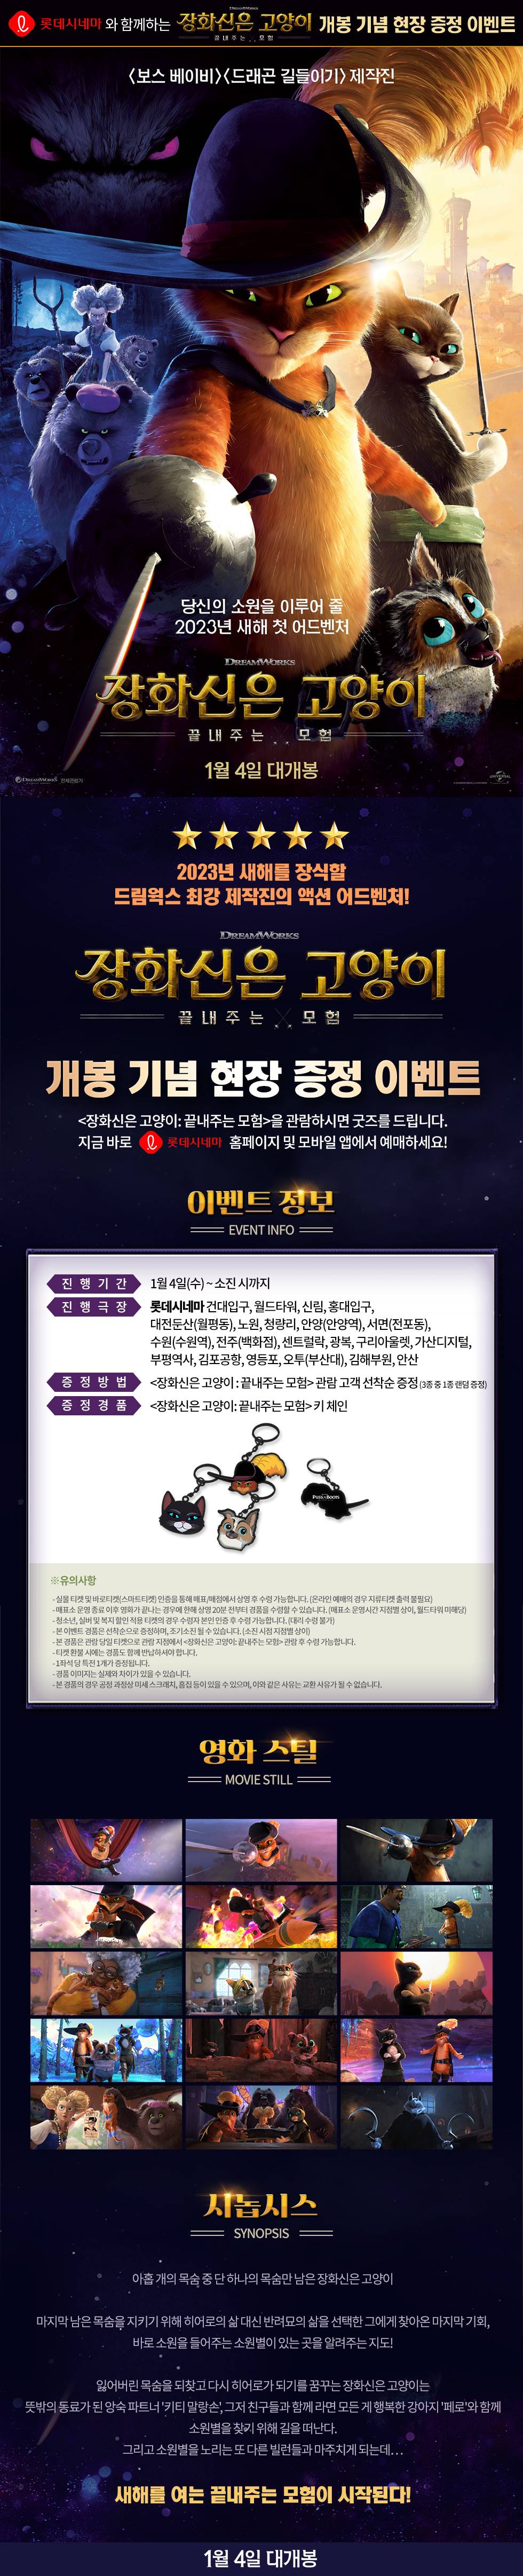 롯데시네마 와 함께하는 DREAMWORKS 장화신은 고양이 끝내주는 모험 개봉 기념 현장 증정 이벤트
<보스 베이비><드래곤 길들이기> 제작진
당신의 소원을 이루어 줄
2023년 새해 첫 어드벤처
DREAMWORKS
장화신은 고양이
끝내주는 모험
1월 4일 대개봉
DREAMWORKS 전체관람가
UNIVERSAL
2023년 새해를 장식할
드림웍스 최강 제작진의 액션 어드벤처!
DREAMWORKS
장화신은 고양이
끝내주는 모험
개봉 기념 현장 증정 이벤트
<장화신은 고양이: 끝내주는 모험>을 관람하시면 굿즈를 드립니다.
지금 바로 롯데시네마 홈페이지 및 모바일 앱에서 예매하세요!
이벤트 정보
EVENT INFO
진행기간 1월 4일(수) ~ 소진 시까지
진행극장 롯데시네마 건대입구, 월드타워, 신림, 홍대입구,
대전둔산(월평동), 노원, 청량리, 안양(안양역), 서면(전포동),
수원(수원역), 전주(백화점), 센트럴락, 광복, 구리아울렛, 가산디지털,
부평역사, 김포공항, 영등포, 오투(부산대), 김해부원, 안산
증정방법 <장화신은 고양이 : 끝내주는 모험> 관람 고객 선착순 증정 (3종 중 1종 랜덤 증정)
증정경품 <장화신은 고양이: 끝내주는 모험> 키 체인
PUSS IN BOOTS
※유의사항
- 실물 티켓 및 바로티켓(스마트티켓) 인증을 통해 매표/매점에서 상영 후 수령 가능합니다. (온라인 예매의 경우 지류티켓 출력 불필요)
- 매표소 운영 종료 이후 영화가 끝나는 경우에 한해 상영 20분 전부터 경품을 수령할 수 있습니다. (매표소 운영시간 지점별 상이, 월드타워 미해당)
- 청소년, 실버 및 복지 할인 적용 티켓의 경우 수령자 본인 인증 후 수령 가능합니다. (대리 수령 불가)
- 본 이벤트 경품은 선착순으로 증정하며, 조기소진 될 수 있습니다. (소진 시점 지점별 상이)
- 본 경품은 관람 당일 티켓으로 관람 지점에서 <장화신은 고양이: 끝내주는 모험> 관람 후 수령 가능합니다.
- 티켓 환불 시에는 경품도 함께 반납하셔야 합니다.
- 1좌석 당 특전 1개가 증정됩니다.
- 경품 이미지는 실제와 차이가 있을 수 있습니다.
- 본 경품의 경우 공정 과정상 미세 스크래치, 흠집 등이 있을 수 있으며, 이와 같은 사유는 교환 사유가 될 수 없습니다.
영화 스틸
MOVIE STILL
시놉시스
SYNOPSIS
아홉 개의 목숨 중 단 하나의 목숨만 남은 장화신은 고양이
마지막 남은 목숨을 지키기 위해 히어로의 삶 대신 반려묘의 삶을 선택한 그에게 찾아온 마지막 기회,
바로 소원을 들어주는 소원별이 있는 곳을 알려주는 지도!
잃어버린 목숨을 되찾고 다시 히어로가 되기를 꿈꾸는 장화신은 고양이는
뜻밖의 동료가 된 앙숙 파트너 '키티 말랑손', 그저 친구들과 함께 라면 모든 게 행복한 강아지 '페로'와 함께
소원별을 찾기 위해 길을 떠난다.
그리고 소원별을 노리는 또 다른 빌런들과 마주치게 되는데…
새해를 여는 끝내주는 모험이 시작된다!
1월 4일 대개봉